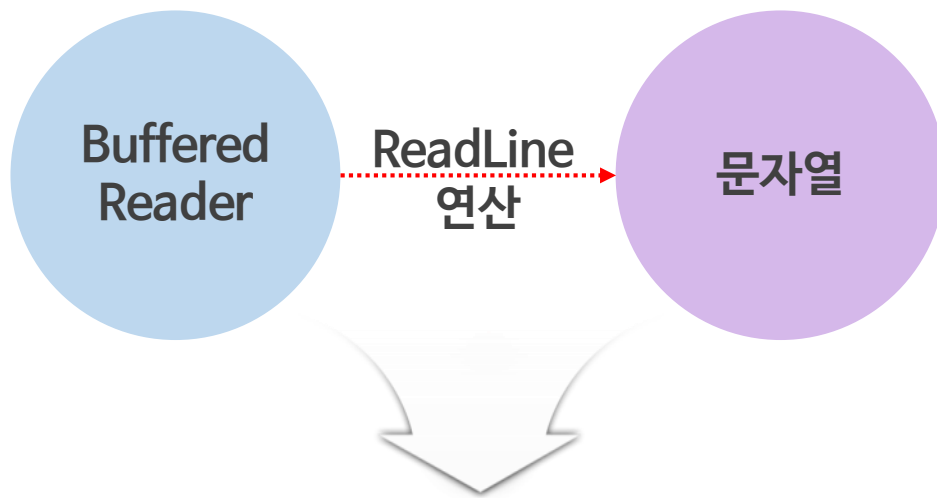 Buffered
Reader
ReadLine
연산
문자열